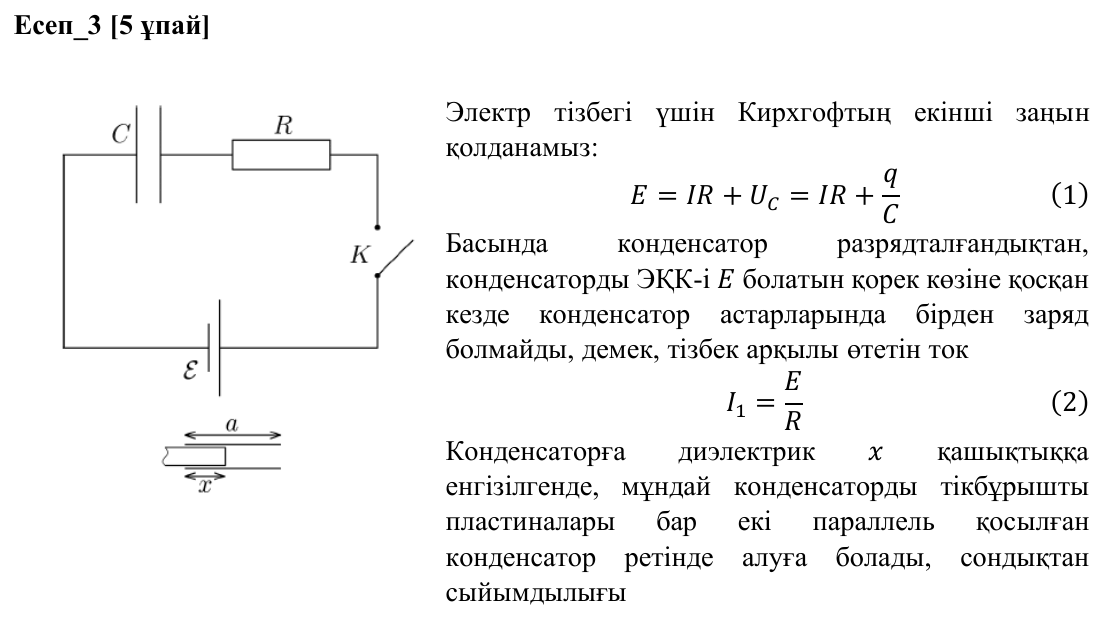 Есеп_3 [5 ұпай]
C
R
K
ℰ
a
x
Электр тізбегі үшін Кирхгофтың екінші заңын
қолданамыз:
E = IR + U_C = IR + q/C (1)
Басында конденсатор разрядталғандықтан,
конденсаторды ЭҚК-і E болатын қорек көзіне қосқан
кезде конденсатор астарларында бірден заряд
болмайды, демек, тізбек арқылы өтетін ток
I₁ = E/R (2)
Конденсаторға диэлектрик x қашықтыққа
енгізілгенде, мұндай конденсаторды тікбұрышты
пластиналары бар екі параллель қосылған
конденсатор ретінде алуға болады, сондықтан
сыйымдылығы